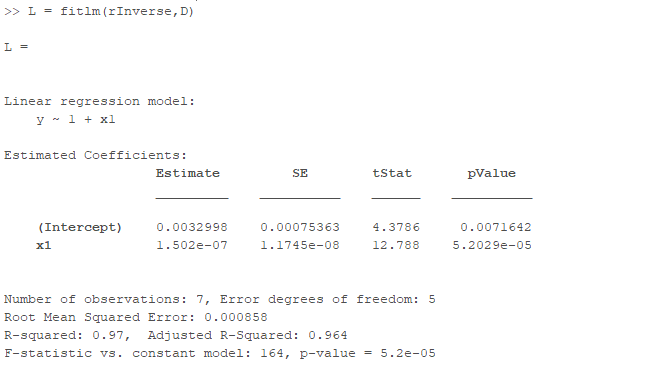 >> L = fitlm(rInverse,D)
L =
Linear regression model:
y ~ 1 + x1
Estimated Coefficients:
Estimate SE tStat pValue
(Intercept) 0.0032998 0.00075363 4.3786 0.0071642
x1 1.502e-07 1.1745e-08 12.788 5.2029e-05
Number of observations: 7, Error degrees of freedom: 5
Root Mean Squared Error: 0.000858
R-squared: 0.97, Adjusted R-Squared: 0.964
F-statistic vs. constant model: 164, p-value = 5.2e-05